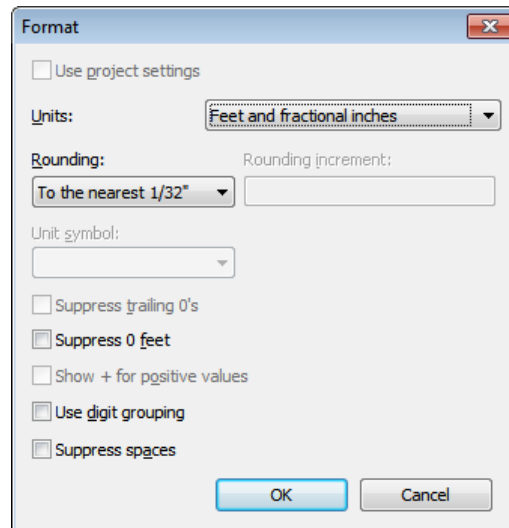 Format
Use project settings
Units: Feet and fractional inches
Rounding: Rounding increment:
To the nearest 1/32"
Unit symbol:
Suppress trailing 0's
Suppress 0 feet
Show + for positive values
Use digit grouping
Suppress spaces
OK Cancel